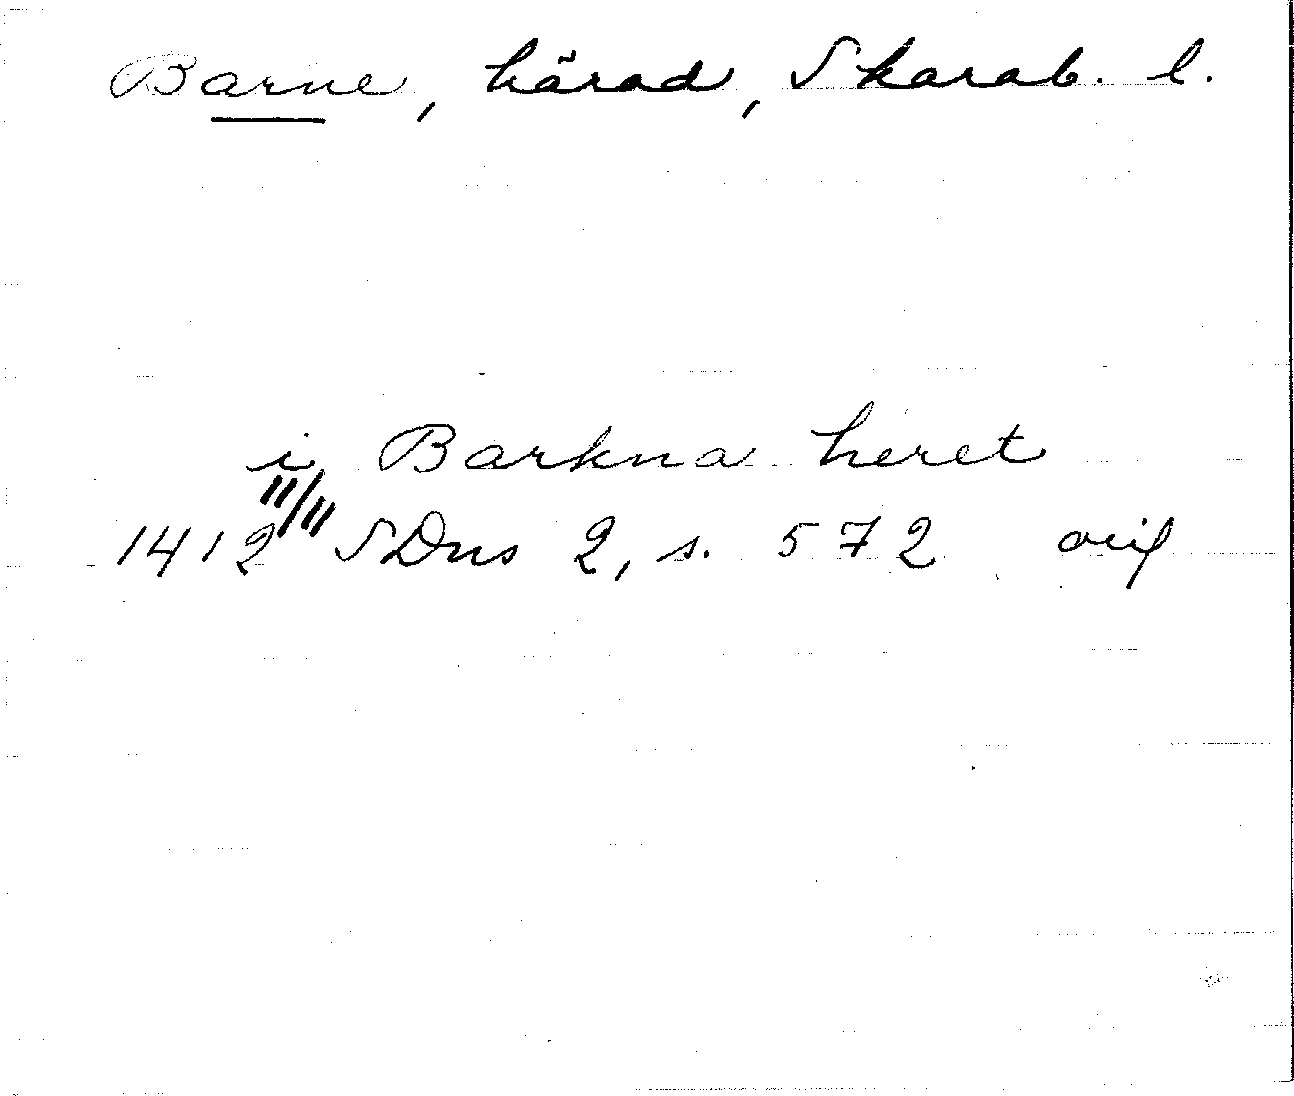 Barne, härad, Skarab. l.
i Barkna heret
1412 11/11 SDns 2, s. 572 orig